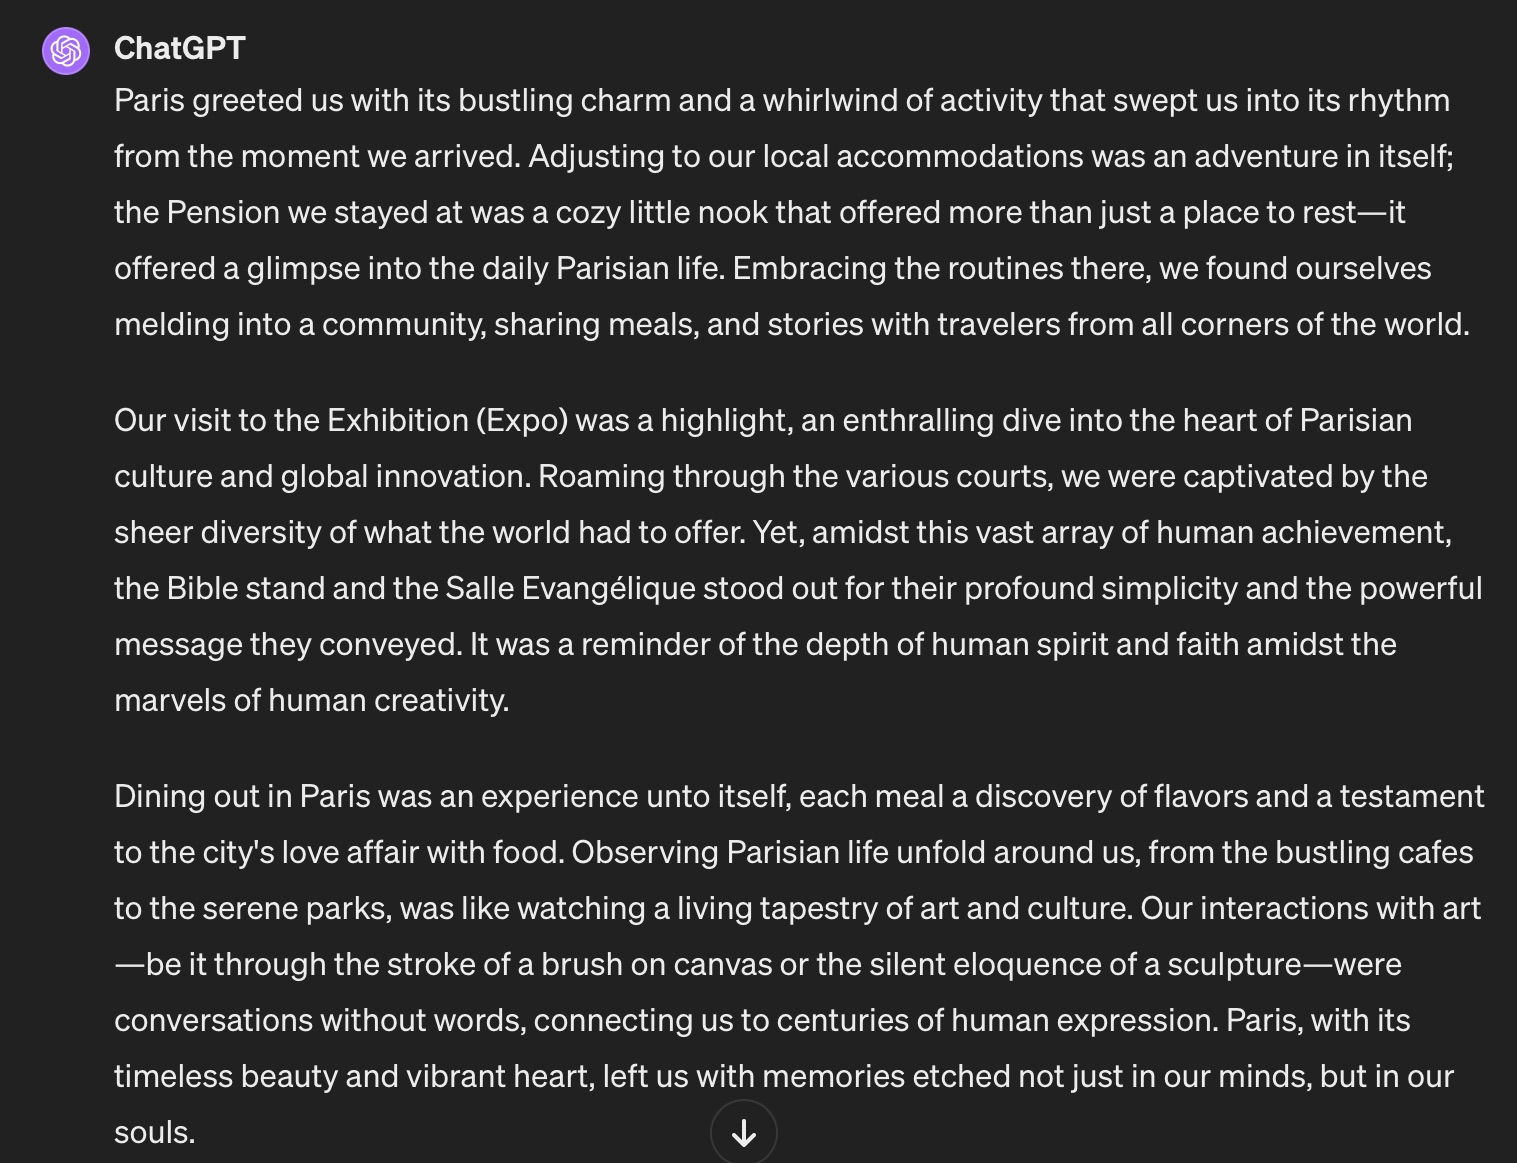 ChatGPT
Paris greeted us with its bustling charm and a whirlwind of activity that swept us into its rhythm
from the moment we arrived. Adjusting to our local accommodations was an adventure in itself;
the Pension we stayed at was a cozy little nook that offered more than just a place to rest—it
offered a glimpse into the daily Parisian life. Embracing the routines there, we found ourselves
melding into a community, sharing meals, and stories with travelers from all corners of the world.
Our visit to the Exhibition (Expo) was a highlight, an enthralling dive into the heart of Parisian
culture and global innovation. Roaming through the various courts, we were captivated by the
sheer diversity of what the world had to offer. Yet, amidst this vast array of human achievement,
the Bible stand and the Salle Evangélique stood out for their profound simplicity and the powerful
message they conveyed. It was a reminder of the depth of human spirit and faith amidst the
marvels of human creativity.
Dining out in Paris was an experience unto itself, each meal a discovery of flavors and a testament
to the city's love affair with food. Observing Parisian life unfold around us, from the bustling cafes
to the serene parks, was like watching a living tapestry of art and culture. Our interactions with art
—be it through the stroke of a brush on canvas or the silent eloquence of a sculpture—were
conversations without words, connecting us to centuries of human expression. Paris, with its
timeless beauty and vibrant heart, left us with memories etched not just in our minds, but in our
souls.